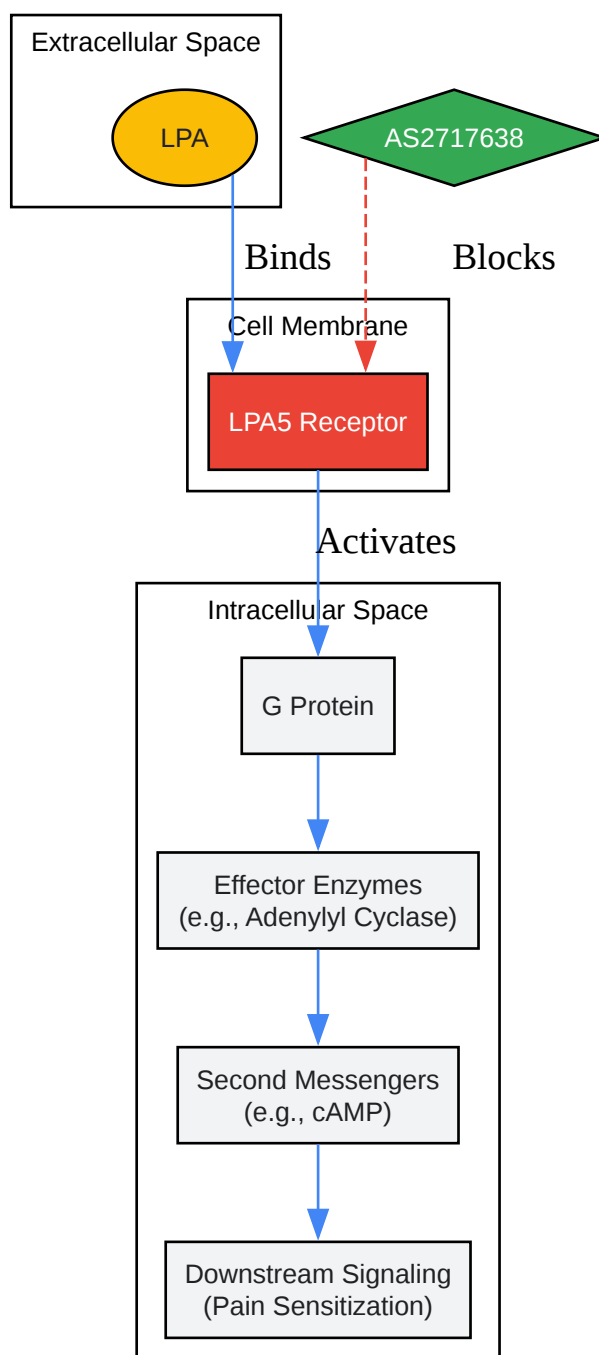 Extracellular Space
LPA
AS2717638
Binds
Blocks
Cell Membrane
LPA5 Receptor
Activates
Intracellular Space
G Protein
Effector Enzymes
(e.g., Adenylyl Cyclase)
Second Messengers
(e.g., cAMP)
Downstream Signaling
(Pain Sensitization)